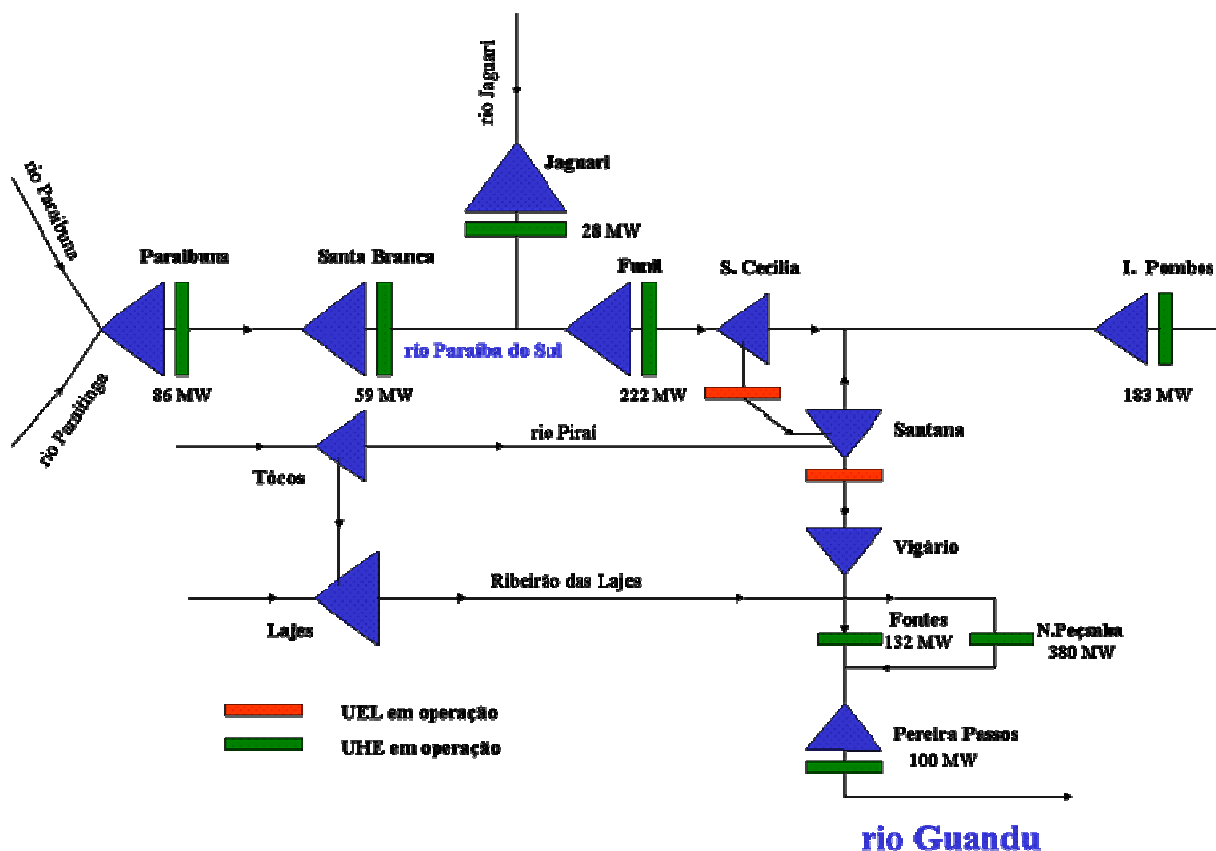 rio Jaguari
Jaguari
28 MW
rio Paraibuna
Paraibuna
Santa Branca
Funil
S. Cecília
I. Pombos
rio Paraíba do Sul
86 MW
59 MW
222 MW
183 MW
rio Paraitinga
rio Piraí
Santana
Tócos
Vigário
Ribeirão das Lajes
Lajes
Fontes
132 MW
N.Peçanha
380 MW
UEL em operação
UHE em operação
Pereira Passos
100 MW
rio Guandu